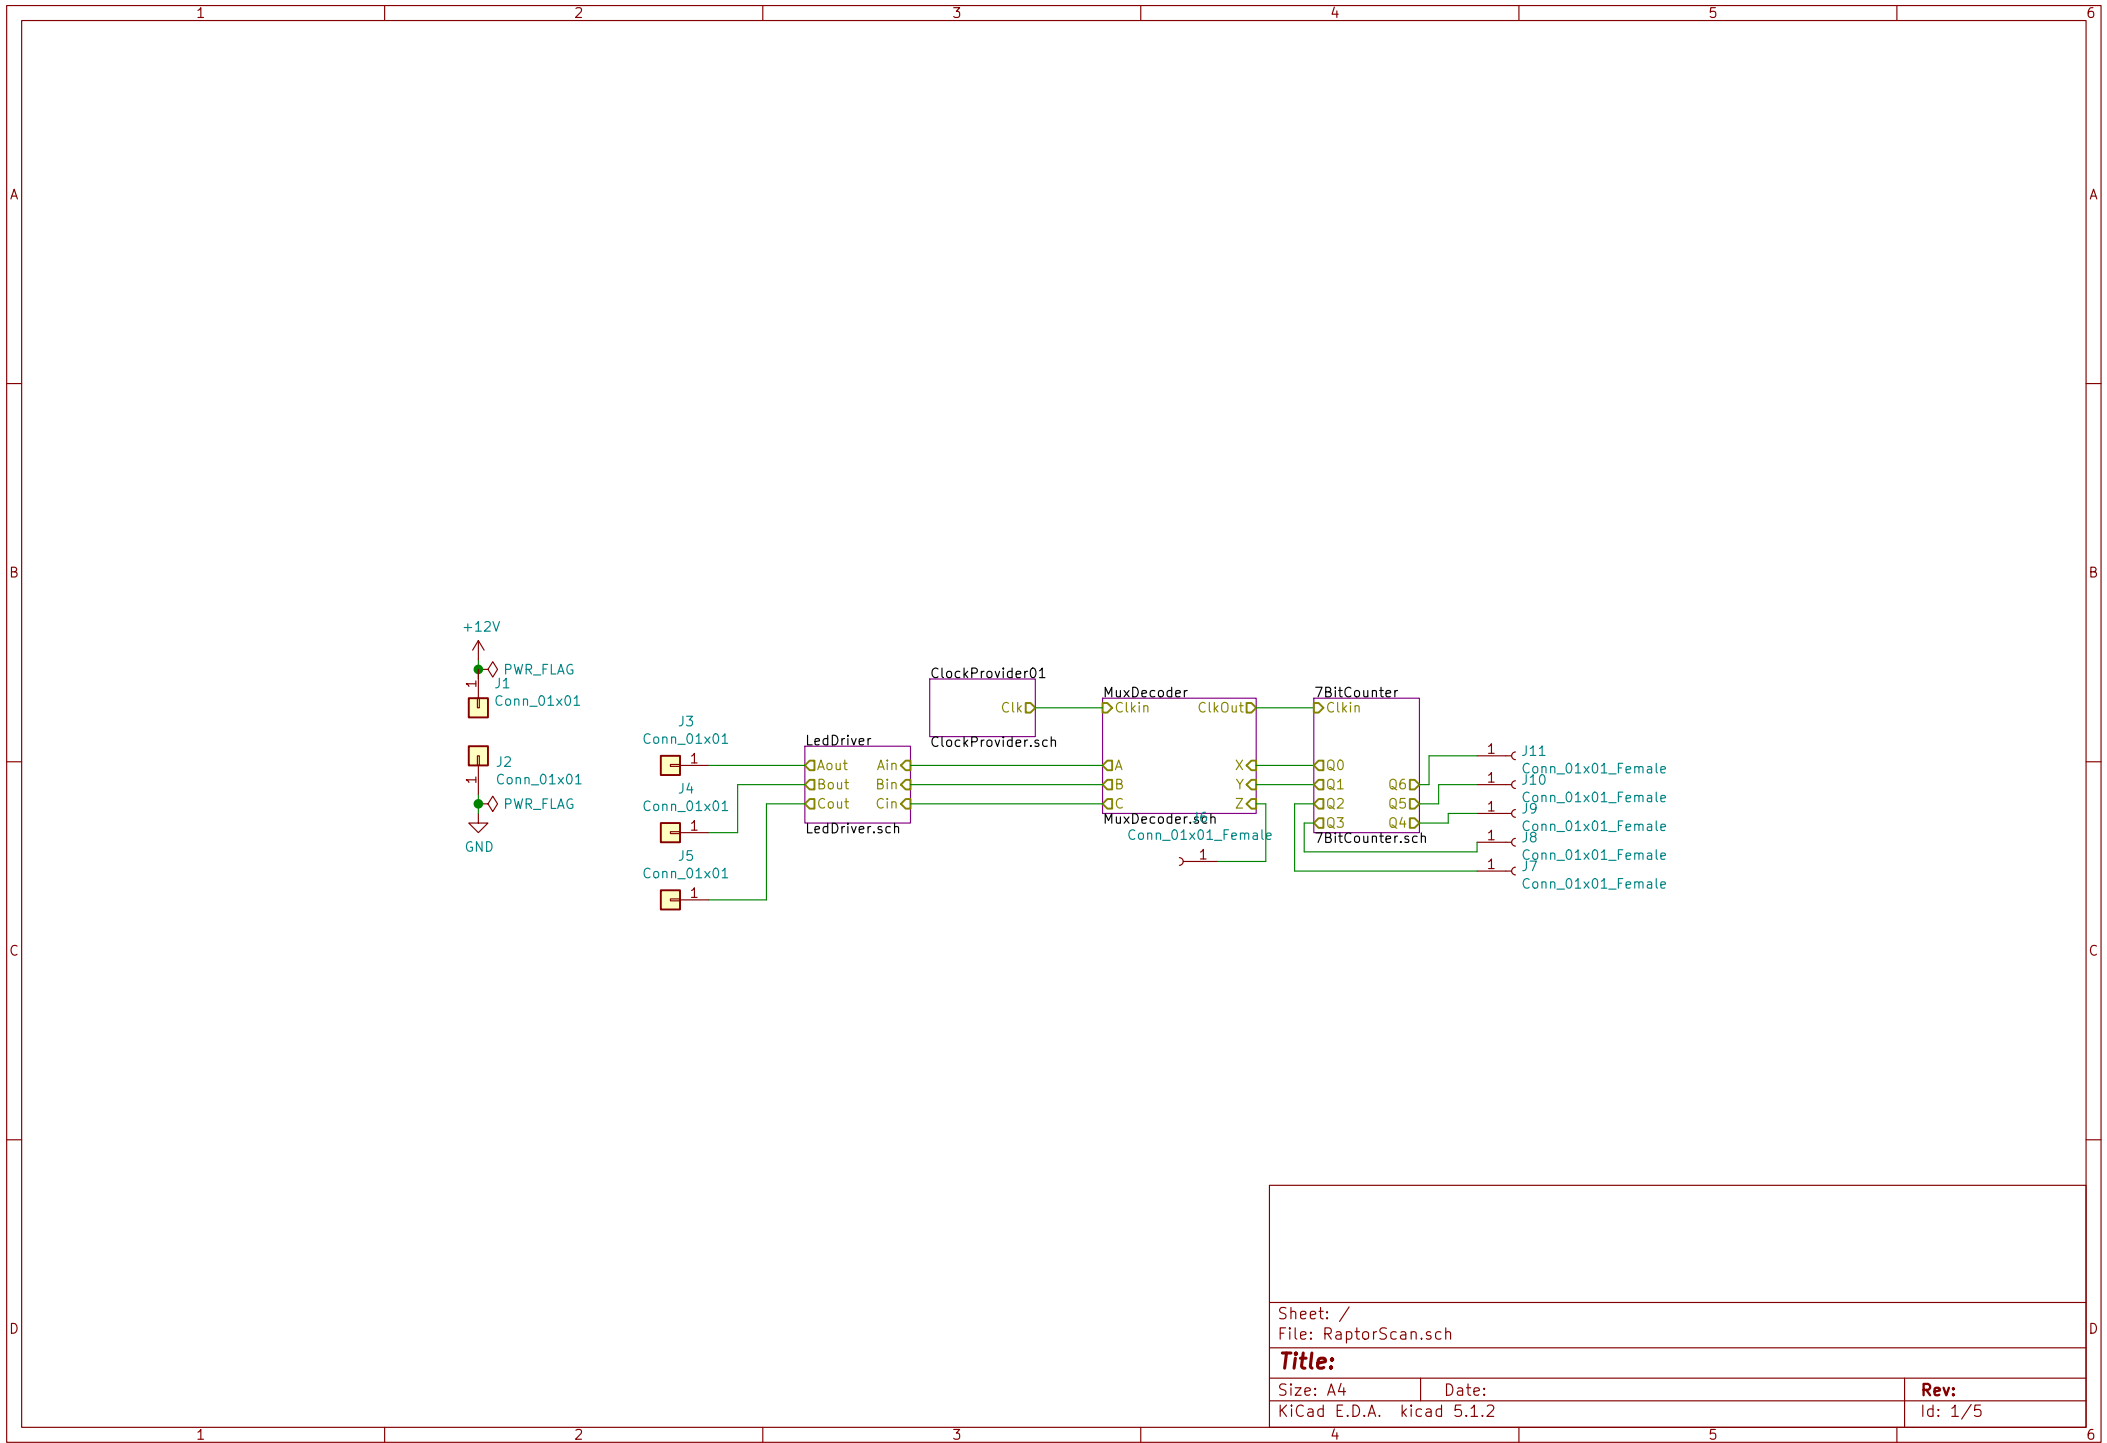 1 2 3 4 5 6
A A
B B
C C
D D
+12V
PWR_FLAG
1
J1
Conn_01x01
J2
Conn_01x01
1
PWR_FLAG
GND
J3
Conn_01x01
1
J4
Conn_01x01
1
J5
Conn_01x01
1
LedDriver
Aout Ain
Bout Bin
Cout Cin
LedDriver.sch
ClockProvider01
Clk
ClockProvider.sch
MuxDecoder
Clkin ClkOut
A X
B Y
C Z
MuxDecoder.sch
J6
Conn_01x01_Female
1
7BitCounter
Clkin
Q0
Q1 Q6
Q2 Q5
Q3 Q4
7BitCounter.sch
1 J11
Conn_01x01_Female
1 J10
Conn_01x01_Female
1 J9
Conn_01x01_Female
1 J8
Conn_01x01_Female
1 J7
Conn_01x01_Female
Sheet: /
File: RaptorScan.sch
Title:
Size: A4 Date: Rev:
KiCad E.D.A. kicad 5.1.2 Id: 1/5
1 2 3 4 5 6